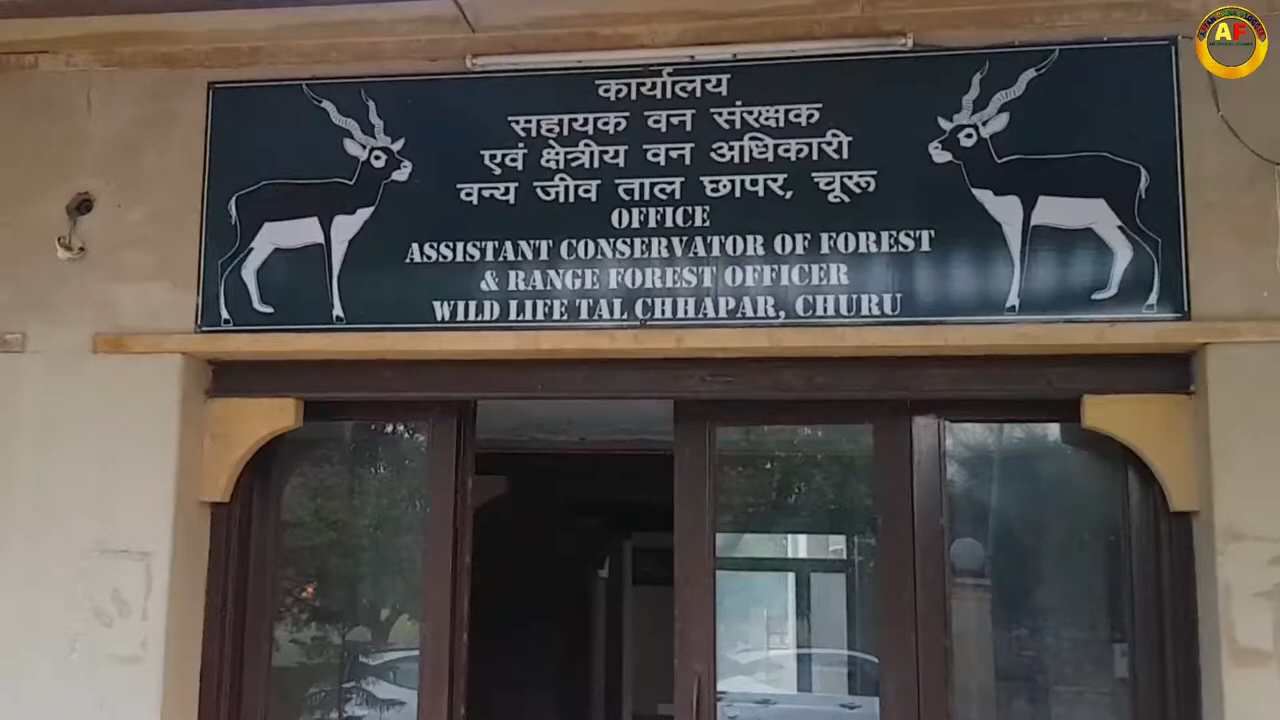 कार्यालय
सहायक वन संरक्षक
एवं क्षेत्रीय वन अधिकारी
वन्य जीव ताल छापर, चूरू
OFFICE
ASSISTANT CONSERVATOR OF FOREST
& RANGE FOREST OFFICER
WILD LIFE TAL CHHAPAR, CHURU
AF